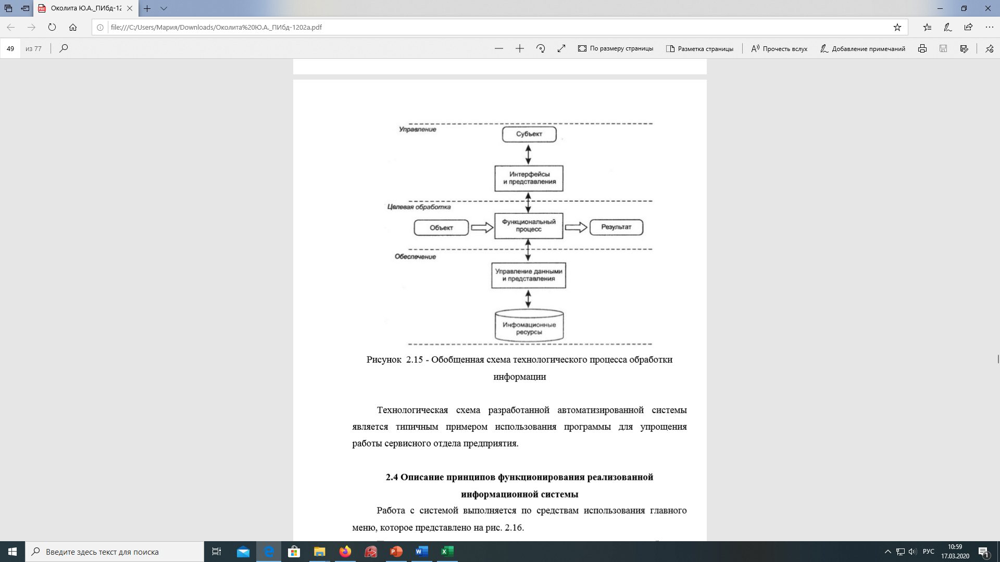 Околита Ю.А._ПИбд-12
file:///C:/Users/Мария/Downloads/Околита%20Ю.А._ПИбд-1202a.pdf
49 из 77
По размеру страницы
Разметка страницы
Прочесть вслух
Добавление примечаний
Управление
Субъект
Интерфейсы
и представления
Целевая обработка
Объект
Функциональный
процесс
Результат
Обеспечение
Управление данными
и представления
Инфомационные
ресурсы
Рисунок 2.15 - Обобщенная схема технологического процесса обработки
информации
Технологическая схема разработанной автоматизированной системы
является типичным примером использования программы для упрощения
работы сервисного отдела предприятия.
2.4 Описание принципов функционирования реализованной
информационной системы
Работа с системой выполняется по средствам использования главного
меню, которое представлено на рис. 2.16.
Введите здесь текст для поиска
РУС
10:59
17.03.2020
1